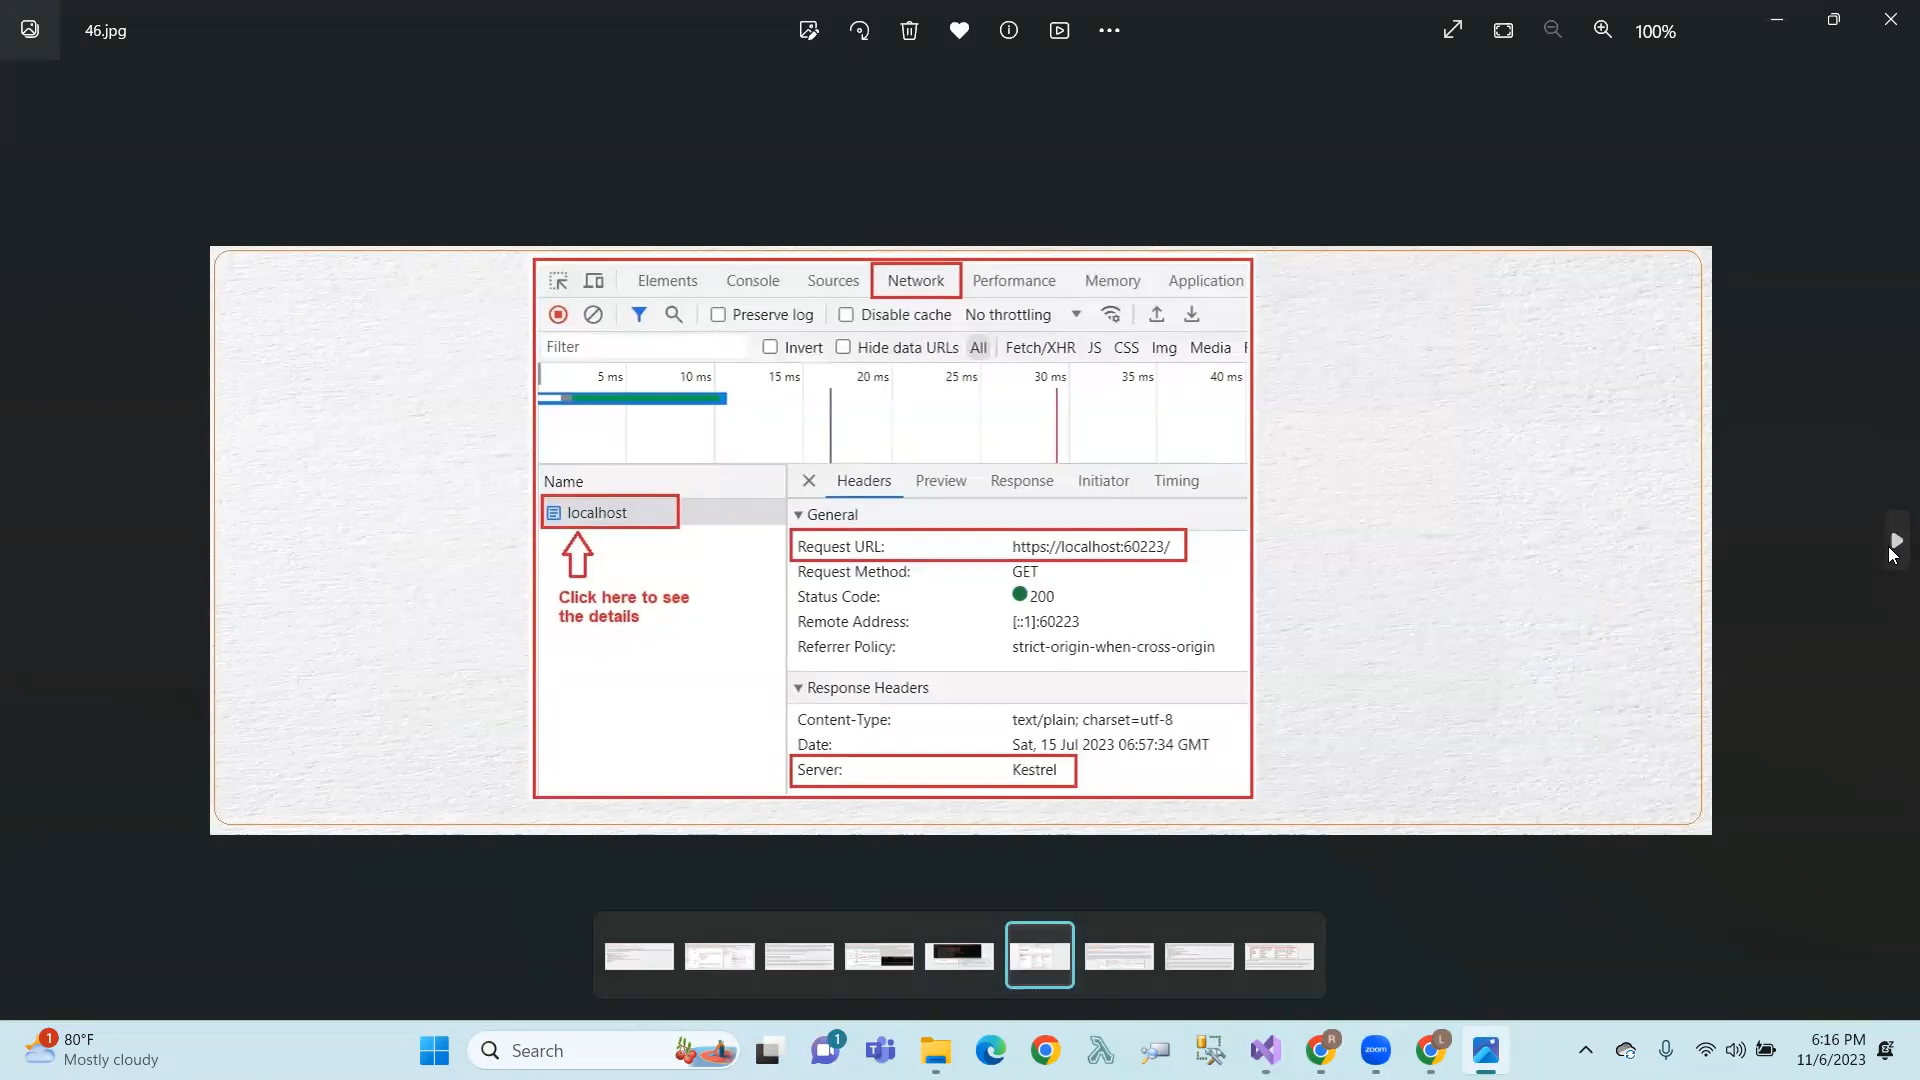 46.jpg
100%
Elements Console Sources Network Performance Memory Application
Preserve log Disable cache No throttling
Filter Invert Hide data URLs All Fetch/XHR JS CSS Img Media
5 ms 10 ms 15 ms 20 ms 25 ms 30 ms 35 ms 40 ms
Name Headers Preview Response Initiator Timing
localhost
Click here to see
the details
General
Request URL: https://localhost:60223/
Request Method: GET
Status Code: 200
Remote Address: [::1]:60223
Referrer Policy: strict-origin-when-cross-origin
Response Headers
Content-Type: text/plain; charset=utf-8
Date: Sat, 15 Jul 2023 06:57:34 GMT
Server: Kestrel
1
80°F
Mostly cloudy
Search
1
R
zoom
L
6:16 PM
11/6/2023